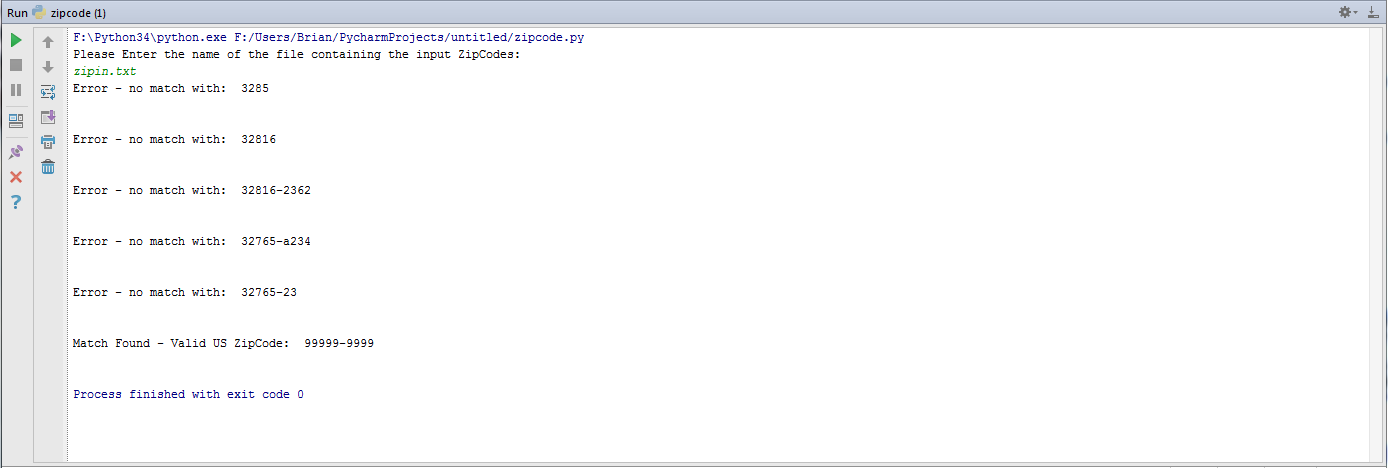 Run zipcode (1)
F:\Python34\python.exe F:/Users/Brian/PycharmProjects/untitled/zipcode.py
Please Enter the name of the file containing the input ZipCodes:
zipin.txt
Error - no match with:  3285
Error - no match with:  32816
Error - no match with:  32816-2362
Error - no match with:  32765-a234
Error - no match with:  32765-23
Match Found - Valid US ZipCode:  99999-9999
Process finished with exit code 0